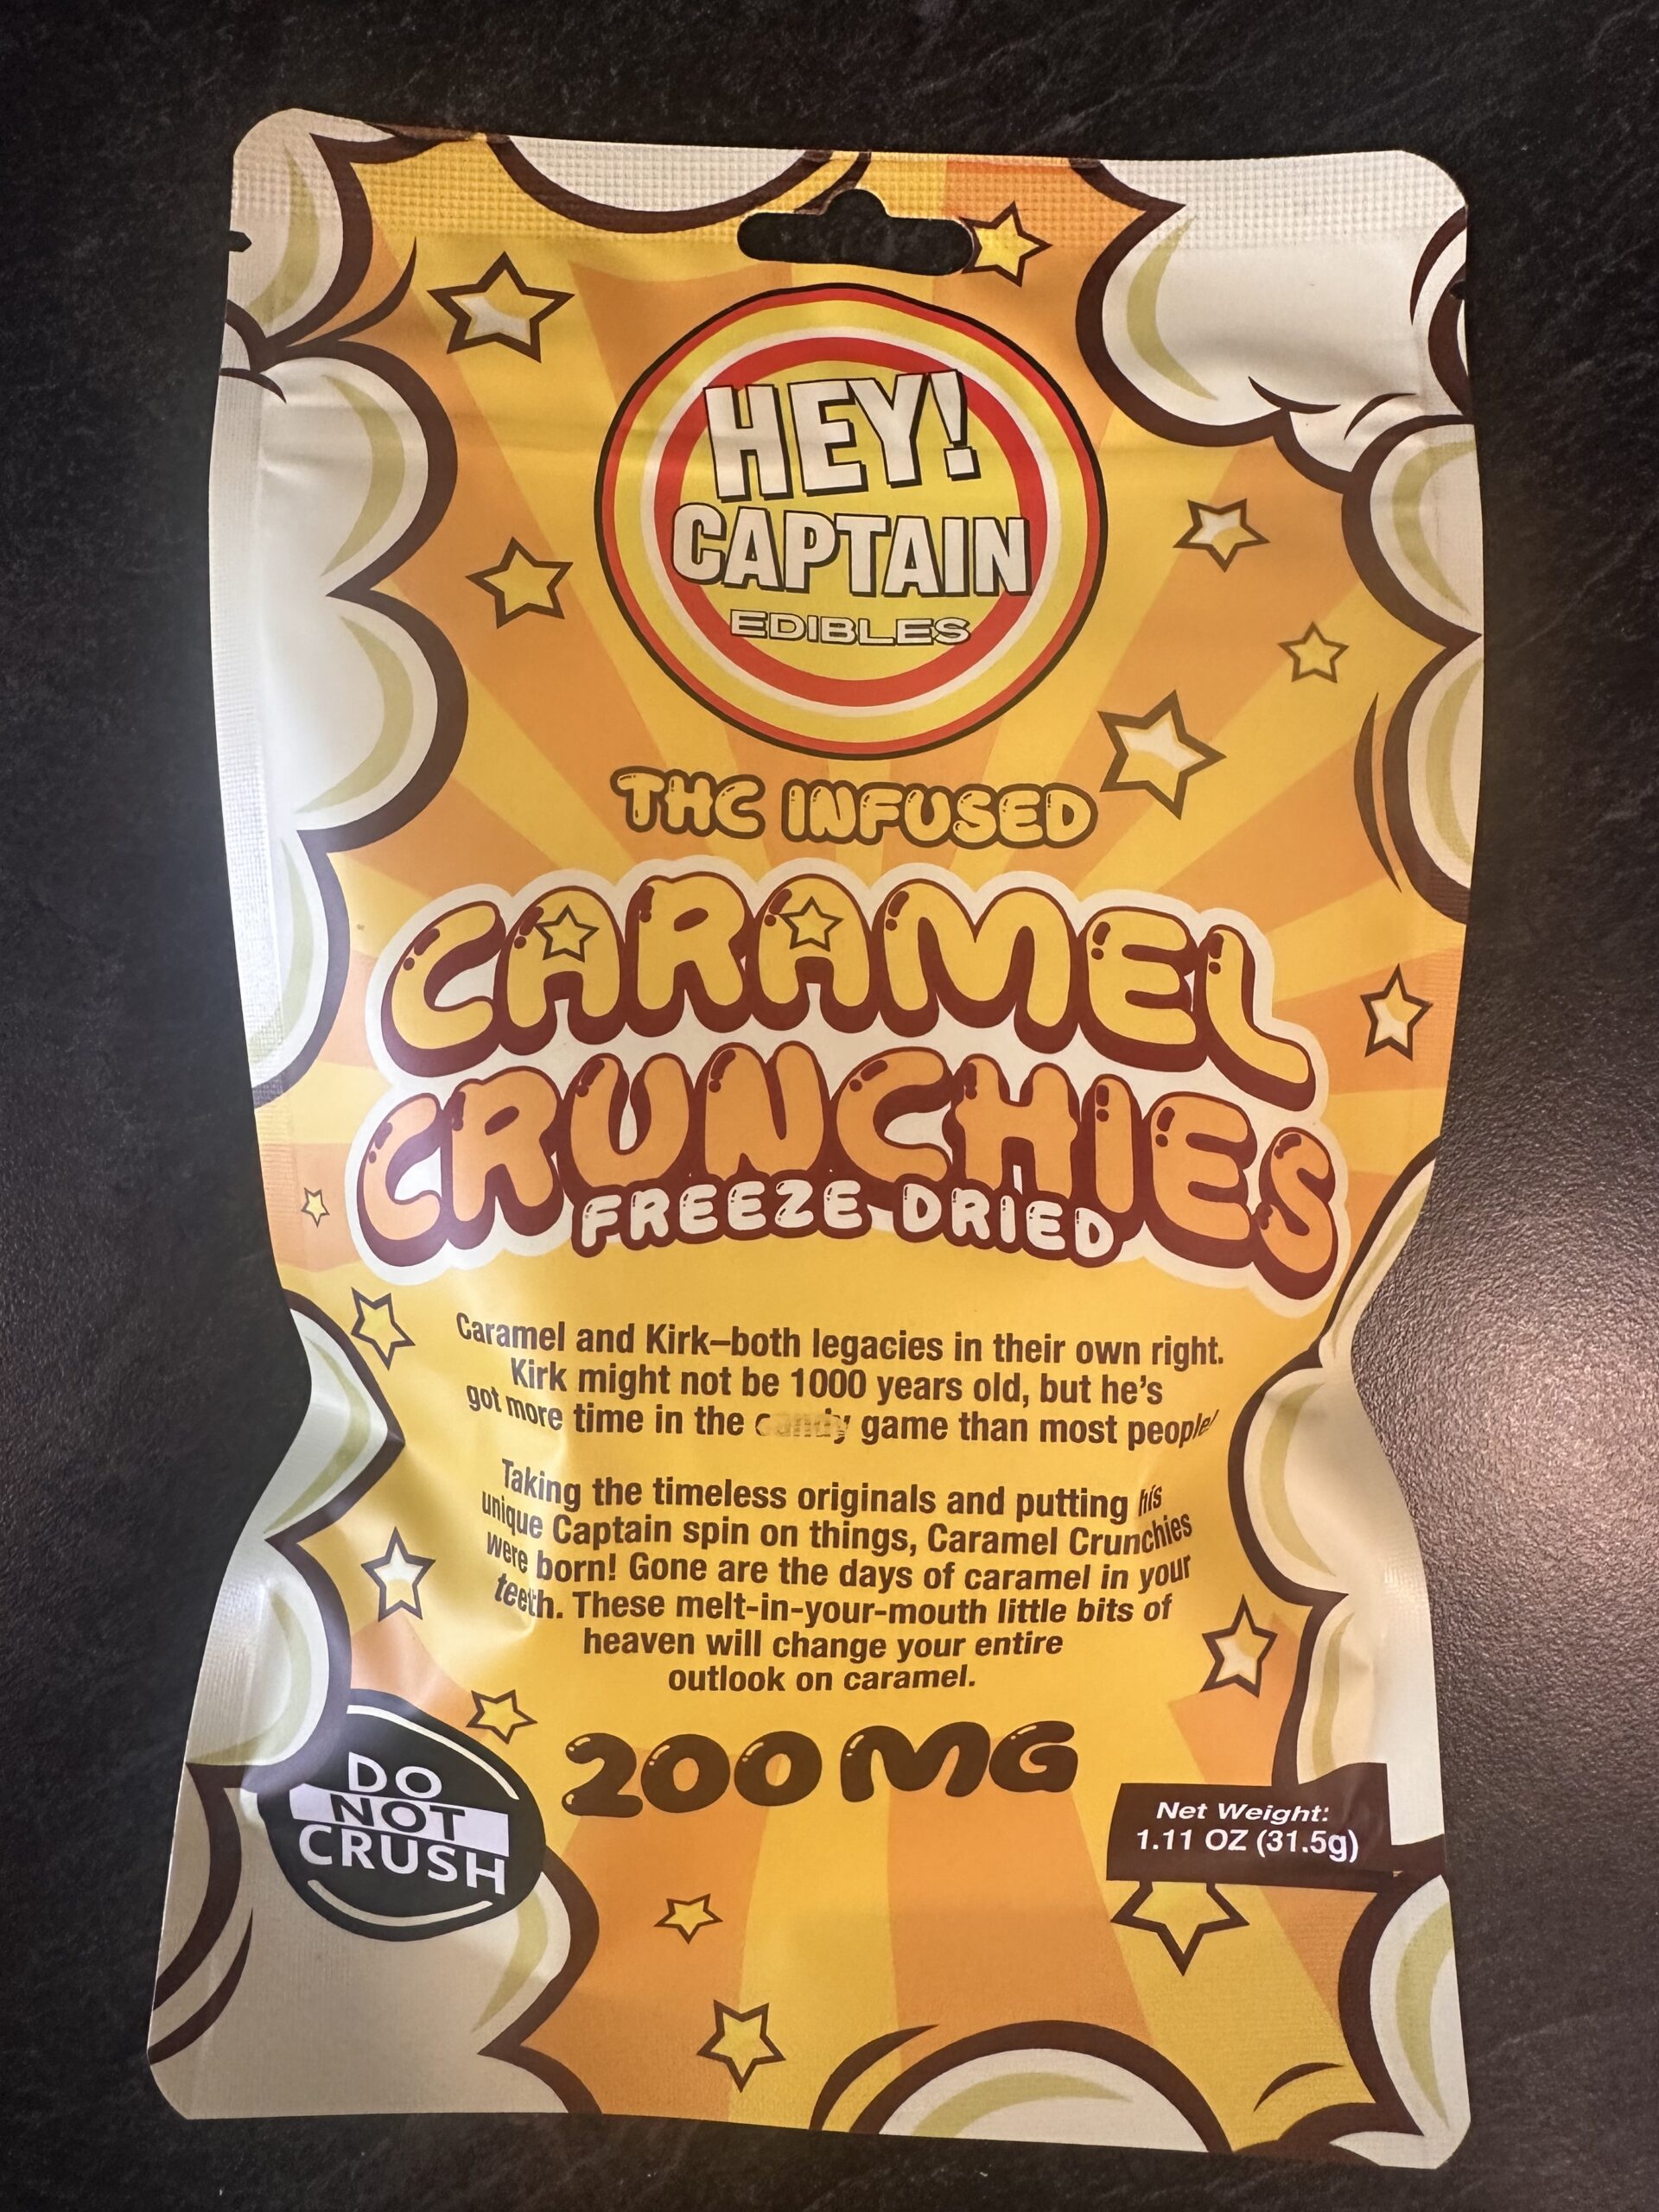 HEY!
CAPTAIN
EDIBLES
THC INFUSED
CARAMEL
CRUNCHIES
FREEZE DRIED
Caramel and Kirk–both legacies in their own right.
Kirk might not be 1000 years old, but he's
got more time in the candy game than most people!
Taking the timeless originals and putting his
unique Captain spin on things, Caramel Crunchies
were born! Gone are the days of caramel in your
teeth. These melt-in-your-mouth little bits of
heaven will change your entire
outlook on caramel.
200 MG
DO
NOT
CRUSH
Net Weight:
1.11 OZ (31.5g)